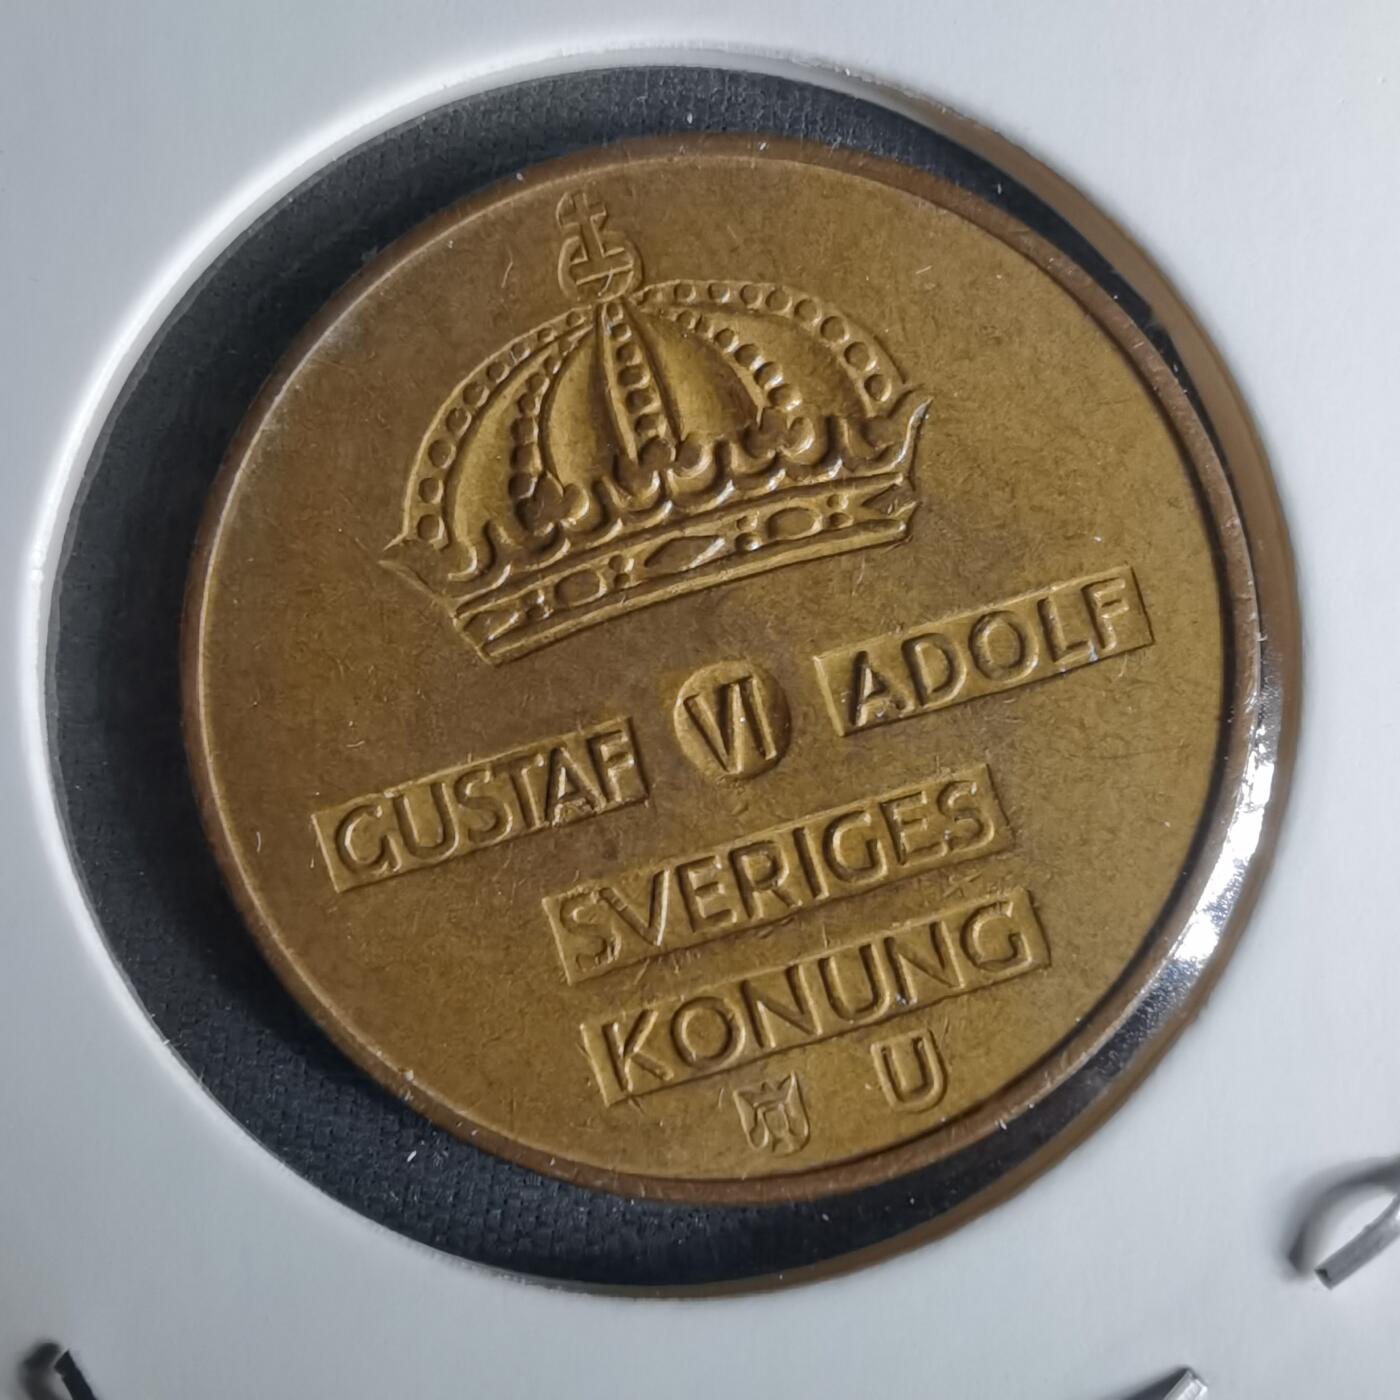 GUSTAF VI ADOLF
SVERIGES
KONUNG
U